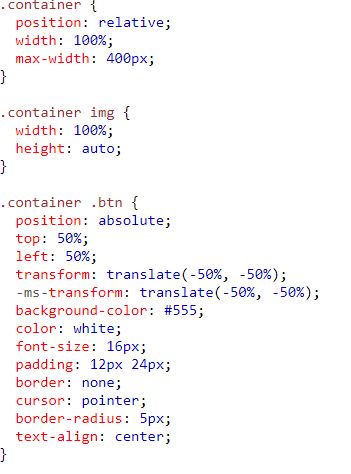 .container {
position: relative;
width: 100%;
max-width: 400px;
}
.container img {
width: 100%;
height: auto;
}
.container .btn {
position: absolute;
top: 50%;
left: 50%;
transform: translate(-50%, -50%);
-ms-transform: translate(-50%, -50%);
background-color: #555;
color: white;
font-size: 16px;
padding: 12px 24px;
border: none;
cursor: pointer;
border-radius: 5px;
text-align: center;
}